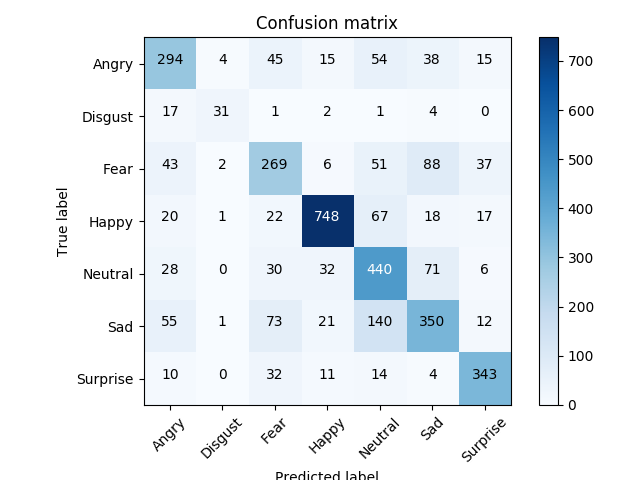 Confusion matrix
True label
Angry 294 4 45 15 54 38 15
Disgust 17 31 1 2 1 4 0
Fear 43 2 269 6 51 88 37
Happy 20 1 22 748 67 18 17
Neutral 28 0 30 32 440 71 6
Sad 55 1 73 21 140 350 12
Surprise 10 0 32 11 14 4 343
Angry Disgust Fear Happy Neutral Sad Surprise
Predicted label
700
600
500
400
300
200
100
0